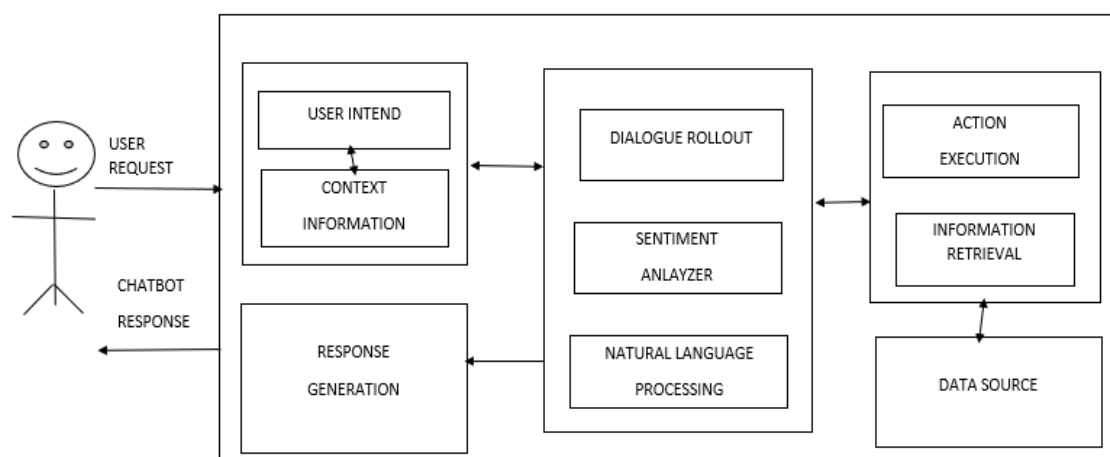 USER
REQUEST
CHATBOT
RESPONSE
USER INTEND
CONTEXT
INFORMATION
RESPONSE
GENERATION
DIALOGUE ROLLOUT
SENTIMENT
ANLAYZER
NATURAL LANGUAGE
PROCESSING
ACTION
EXECUTION
INFORMATION
RETRIEVAL
DATA SOURCE